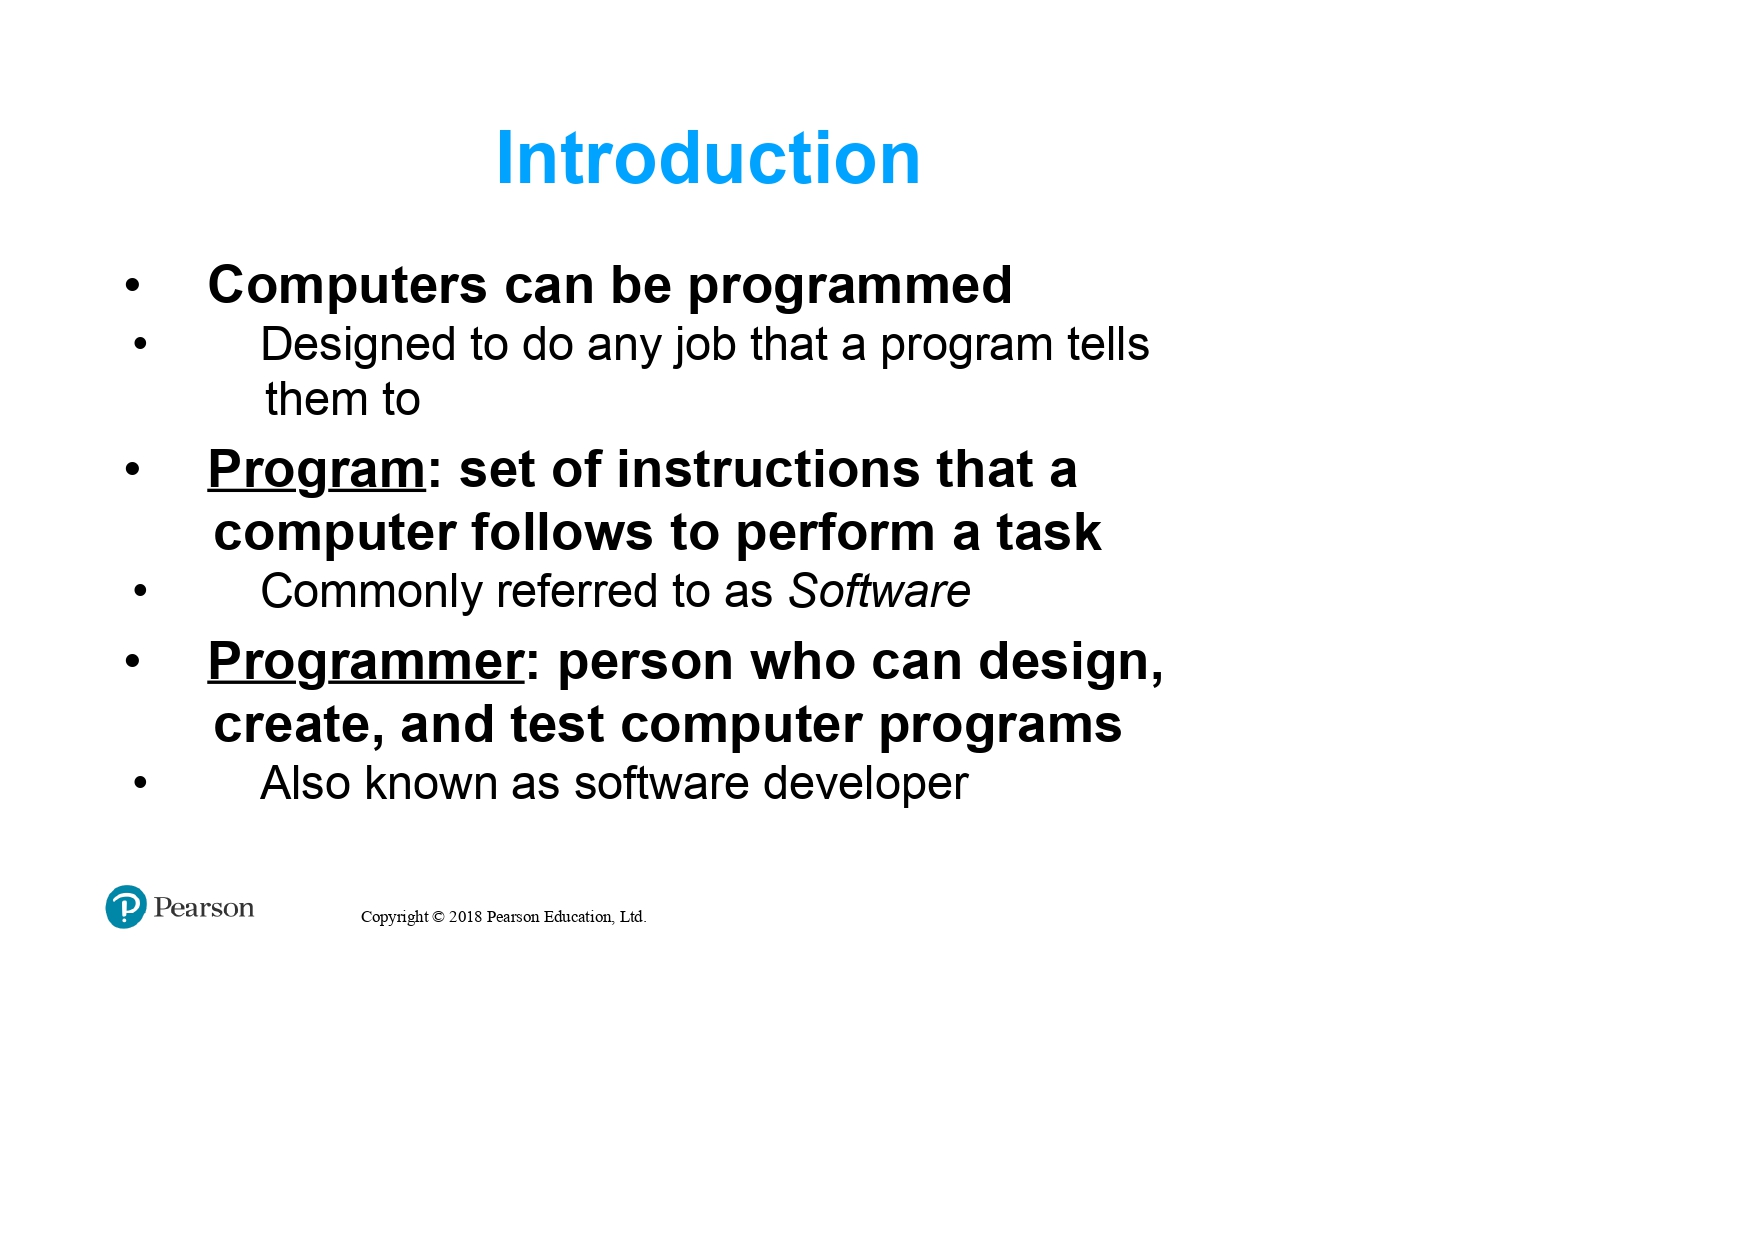 Introduction
• Computers can be programmed
• Designed to do any job that a program tells
them to
• Program: set of instructions that a
computer follows to perform a task
• Commonly referred to as Software
• Programmer: person who can design,
create, and test computer programs
• Also known as software developer
Pearson
Copyright © 2018 Pearson Education, Ltd.